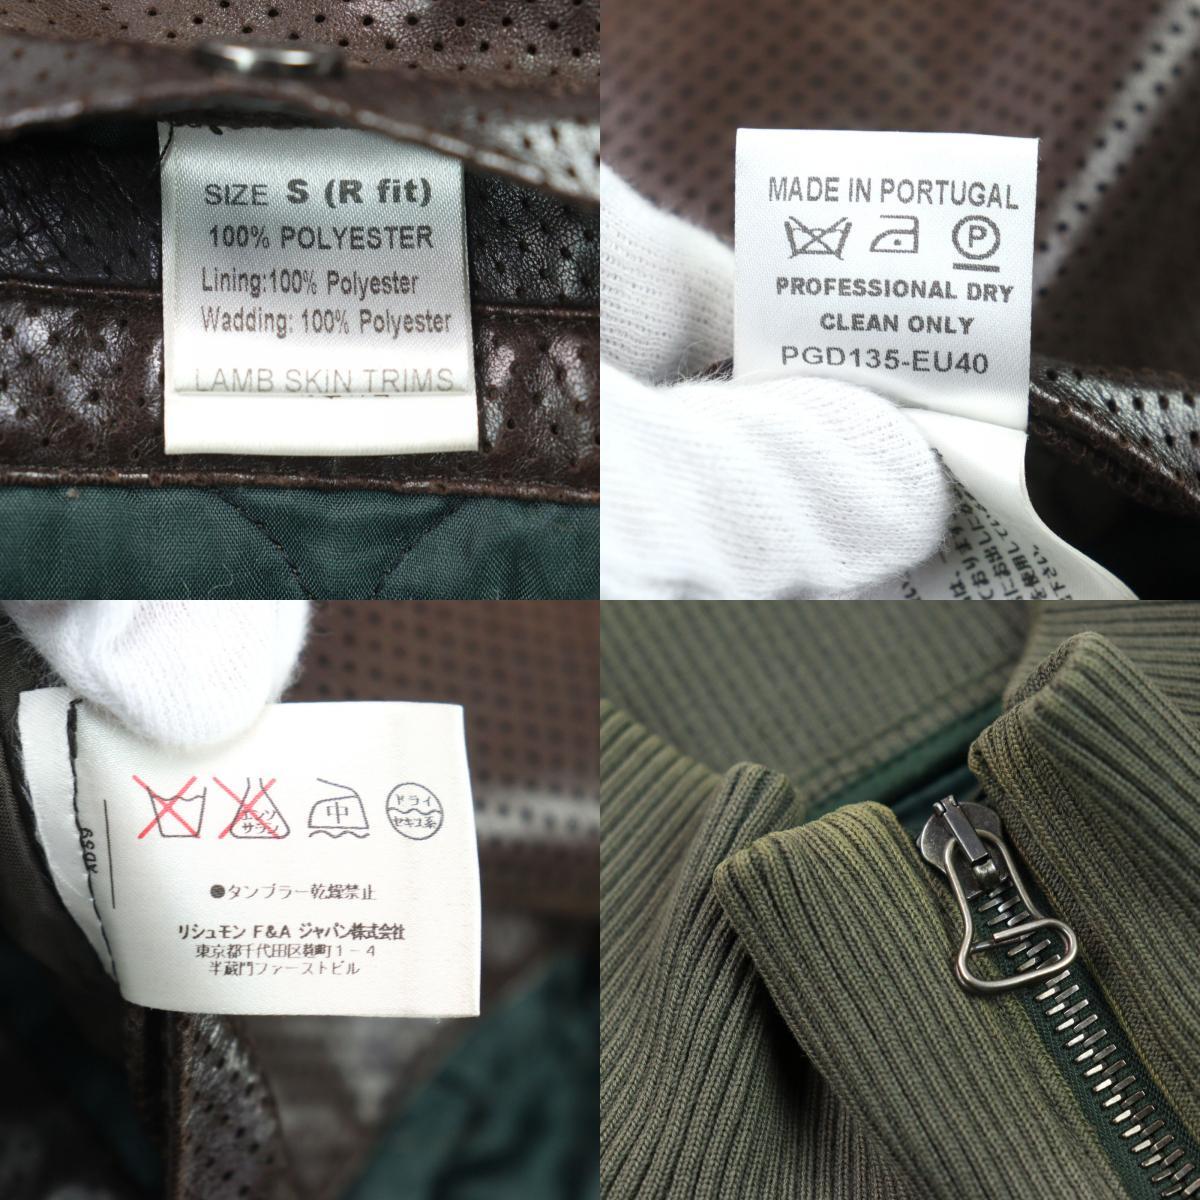 SIZE S (R fit)
100% POLYESTER
Lining:100% Polyester
Wadding: 100% Polyester
LAMB SKIN TRIMS
MADE IN PORTUGAL
P
PROFESSIONAL DRY
CLEAN ONLY
PGD135-EU40
エンソ
サラシ
中
ドライ
セキユ系
●タンブラー乾燥禁止
リシュモン F&A ジャパン株式会社
東京都千代田区麹町1-4
半蔵門ファーストビル